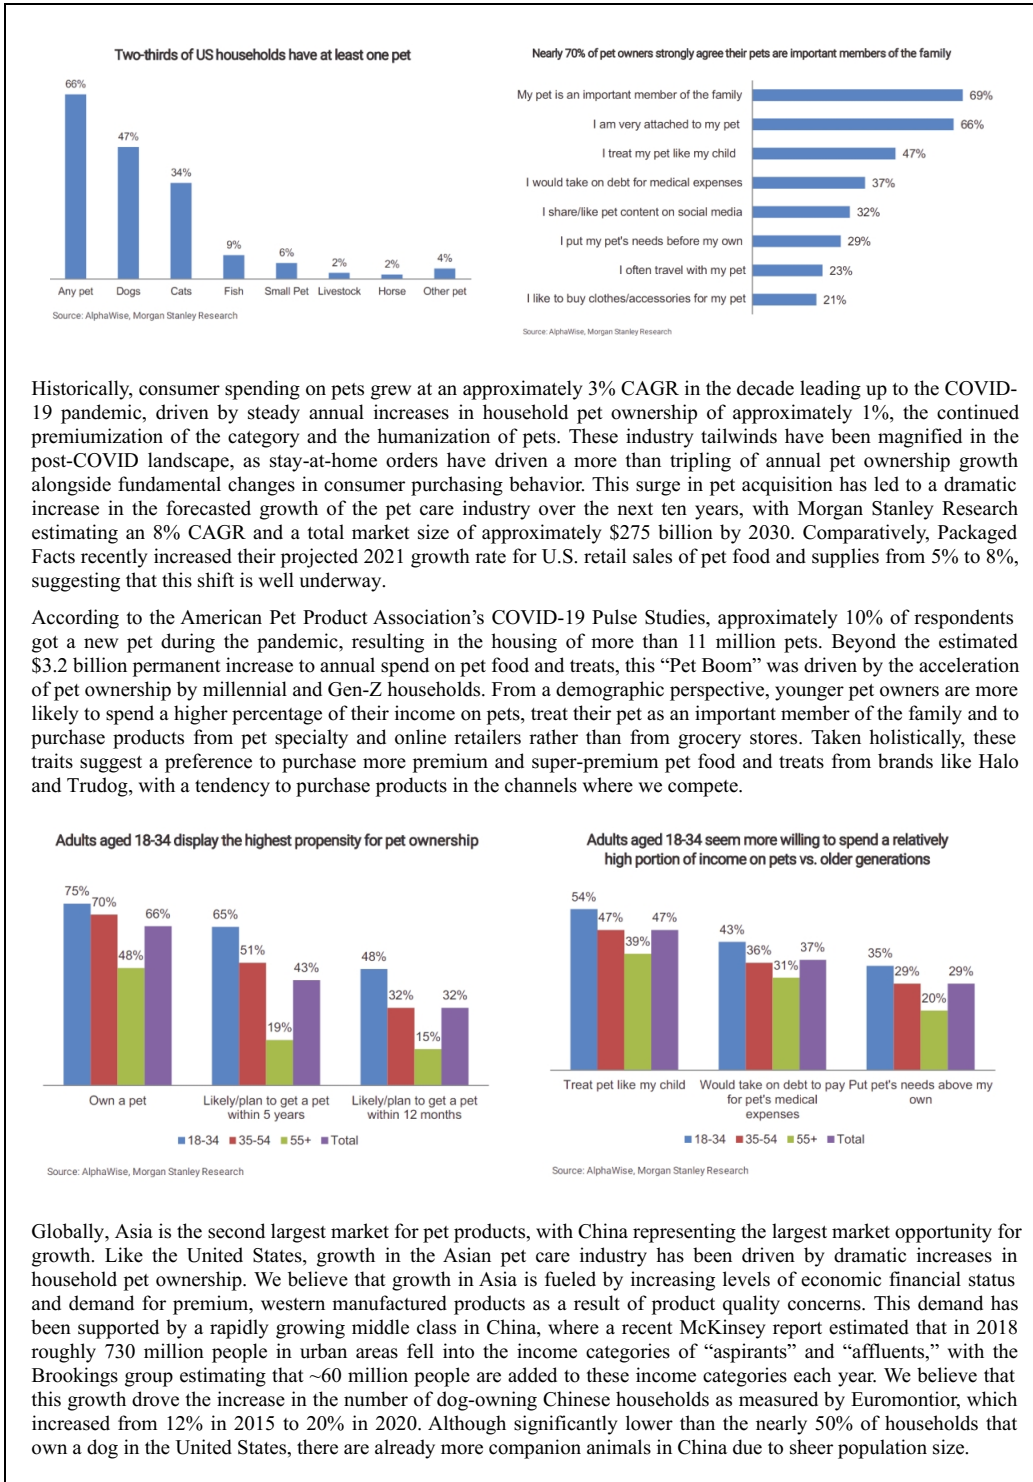 Two-thirds of US households have at least one pet
66%
47%
34%
9%
6%
2%
2%
4%
Any pet
Dogs
Cats
Fish
Small Pet
Livestock
Horse
Other pet
Source: AlphaWise, Morgan Stanley Research
Nearly 70% of pet owners strongly agree their pets are important members of the family
My pet is an important member of the family 69%
I am very attached to my pet 66%
I treat my pet like my child 47%
I would take on debt for medical expenses 37%
I share/like pet content on social media 32%
I put my pet's needs before my own 29%
I often travel with my pet 23%
I like to buy clothes/accessories for my pet 21%
Source: AlphaWise, Morgan Stanley Research
Historically, consumer spending on pets grew at an approximately 3% CAGR in the decade leading up to the COVID-
19 pandemic, driven by steady annual increases in household pet ownership of approximately 1%, the continued
premiumization of the category and the humanization of pets. These industry tailwinds have been magnified in the
post-COVID landscape, as stay-at-home orders have driven a more than tripling of annual pet ownership growth
alongside fundamental changes in consumer purchasing behavior. This surge in pet acquisition has led to a dramatic
increase in the forecasted growth of the pet care industry over the next ten years, with Morgan Stanley Research
estimating an 8% CAGR and a total market size of approximately $275 billion by 2030. Comparatively, Packaged
Facts recently increased their projected 2021 growth rate for U.S. retail sales of pet food and supplies from 5% to 8%,
suggesting that this shift is well underway.
According to the American Pet Product Association’s COVID-19 Pulse Studies, approximately 10% of respondents
got a new pet during the pandemic, resulting in the housing of more than 11 million pets. Beyond the estimated
$3.2 billion permanent increase to annual spend on pet food and treats, this “Pet Boom” was driven by the acceleration
of pet ownership by millennial and Gen-Z households. From a demographic perspective, younger pet owners are more
likely to spend a higher percentage of their income on pets, treat their pet as an important member of the family and to
purchase products from pet specialty and online retailers rather than from grocery stores. Taken holistically, these
traits suggest a preference to purchase more premium and super-premium pet food and treats from brands like Halo
and Trudog, with a tendency to purchase products in the channels where we compete.
Adults aged 18-34 display the highest propensity for pet ownership
75%
70%
48%
66%
65%
51%
19%
43%
48%
32%
15%
32%
Own a pet
Likely/plan to get a pet
within 5 years
Likely/plan to get a pet
within 12 months
18-34 35-54 55+ Total
Source: AlphaWise, Morgan Stanley Research
Adults aged 18-34 seem more willing to spend a relatively
high portion of income on pets vs. older generations
54%
47%
39%
47%
43%
36%
31%
37%
35%
29%
20%
29%
Treat pet like my child
Would take on debt to pay
for pet's medical
expenses
Put pet's needs above my
own
18-34 35-54 55+ Total
Source: AlphaWise, Morgan Stanley Research
Globally, Asia is the second largest market for pet products, with China representing the largest market opportunity for
growth. Like the United States, growth in the Asian pet care industry has been driven by dramatic increases in
household pet ownership. We believe that growth in Asia is fueled by increasing levels of economic financial status
and demand for premium, western manufactured products as a result of product quality concerns. This demand has
been supported by a rapidly growing middle class in China, where a recent McKinsey report estimated that in 2018
roughly 730 million people in urban areas fell into the income categories of “aspirants” and “affluents,” with the
Brookings group estimating that ~60 million people are added to these income categories each year. We believe that
this growth drove the increase in the number of dog-owning Chinese households as measured by Euromontior, which
increased from 12% in 2015 to 20% in 2020. Although significantly lower than the nearly 50% of households that
own a dog in the United States, there are already more companion animals in China due to sheer population size.